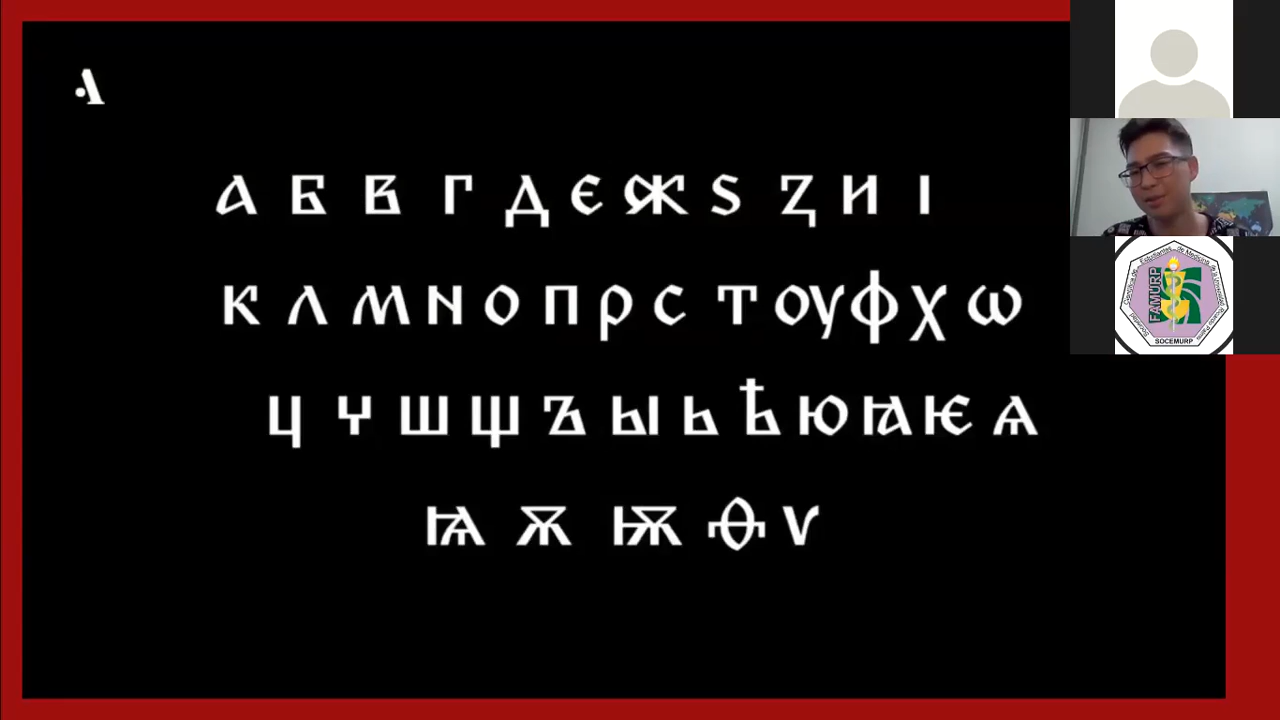 А
А Б В Г Д Є Ж Ѕ Ꙁ И І
К Л М Н О П Р С Т ОУ Ф Х Ѡ
Ц Ч Ш Щ Ъ Ы Ь Ѣ Ю Ꙗ Ѥ Ѧ
Ѩ Ѫ Ѭ Ѳ Ѵ
FAMURP
SOCEMURP